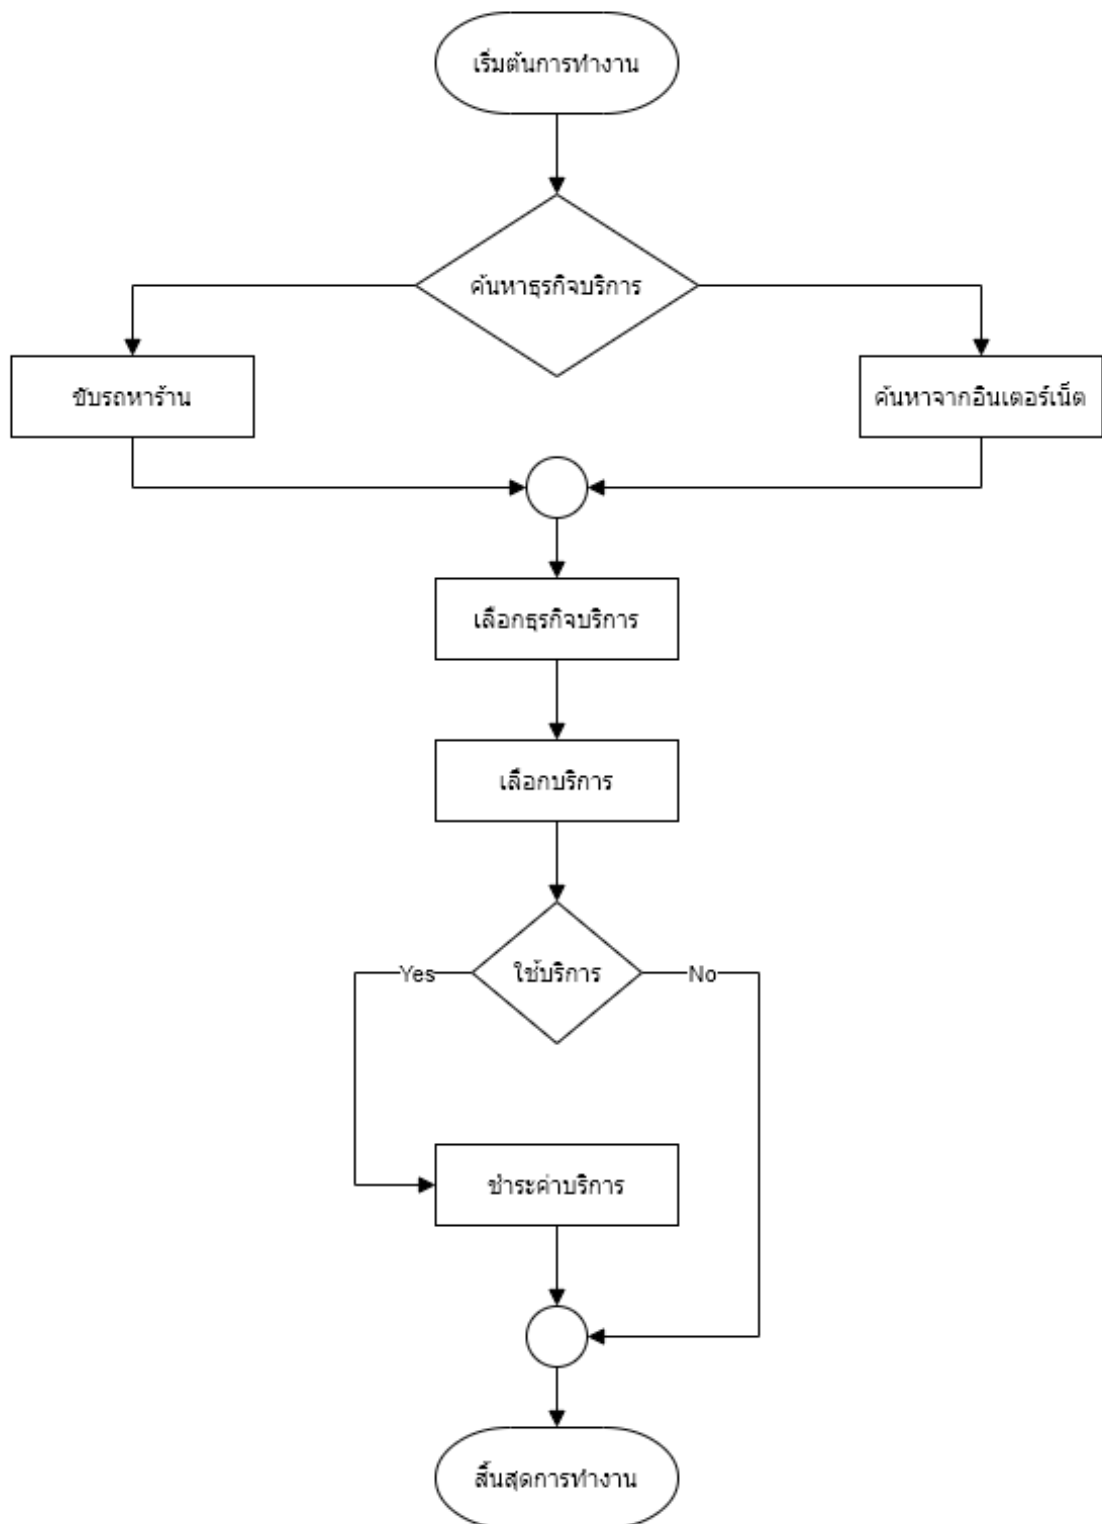 เริ่มต้นการทำงาน
ค้นหาธุรกิจบริการ
ขับรถหาร้าน
ค้นหาจากอินเตอร์เน็ต
เลือกธุรกิจบริการ
เลือกบริการ
Yes
ใช้บริการ
No
ชำระค่าบริการ
สิ้นสุดการทำงาน